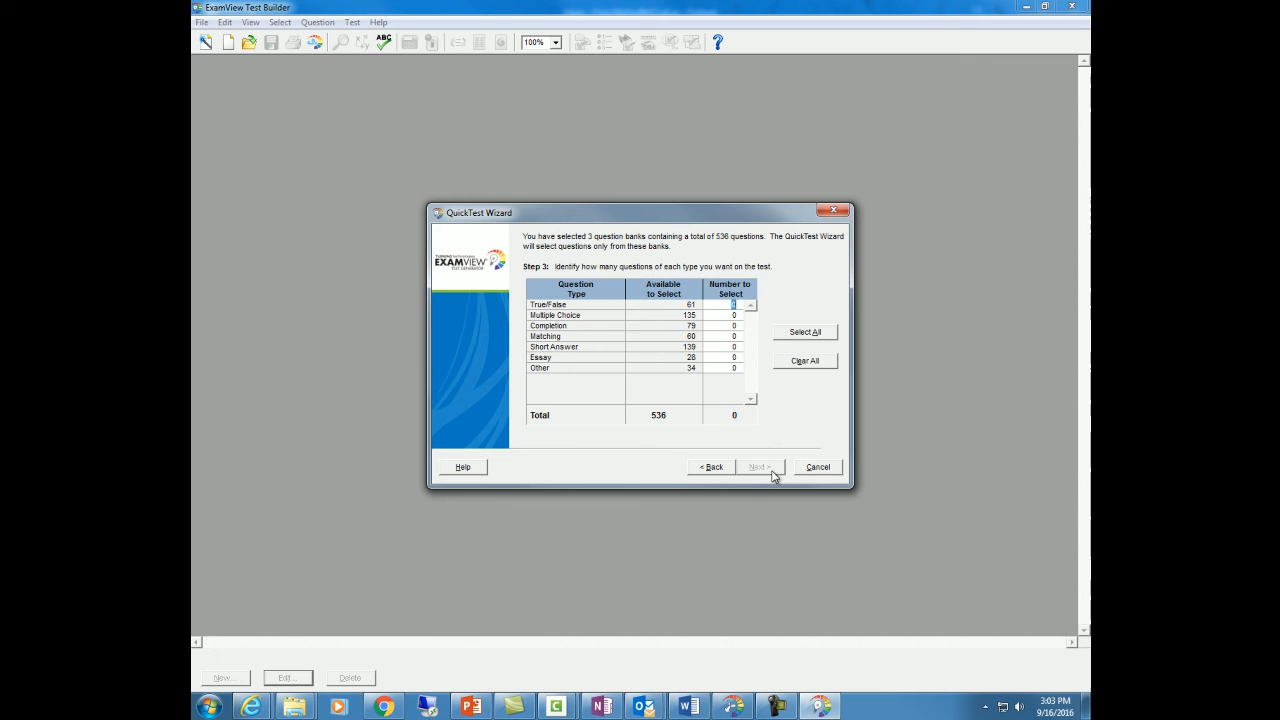 ExamView Test Builder
File Edit View Select Question Test Help
ABC 100% ?
QuickTest Wizard
You have selected 3 question banks containing a total of 536 questions. The QuickTest Wizard
will select questions only from these banks.
EXAMVIEW
TEST GENERATOR
Step 3: Identify how many questions of each type you want on the test.
Question Type Available to Select Number to Select
True/False 61 0
Multiple Choice 135 0
Completion 79 0
Matching 60 0
Short Answer 139 0
Essay 28 0
Other 34 0
Total 536 0
Select All
Clear All
Help < Back Next > Cancel
New... Edit... Delete
3:03 PM
9/16/2016